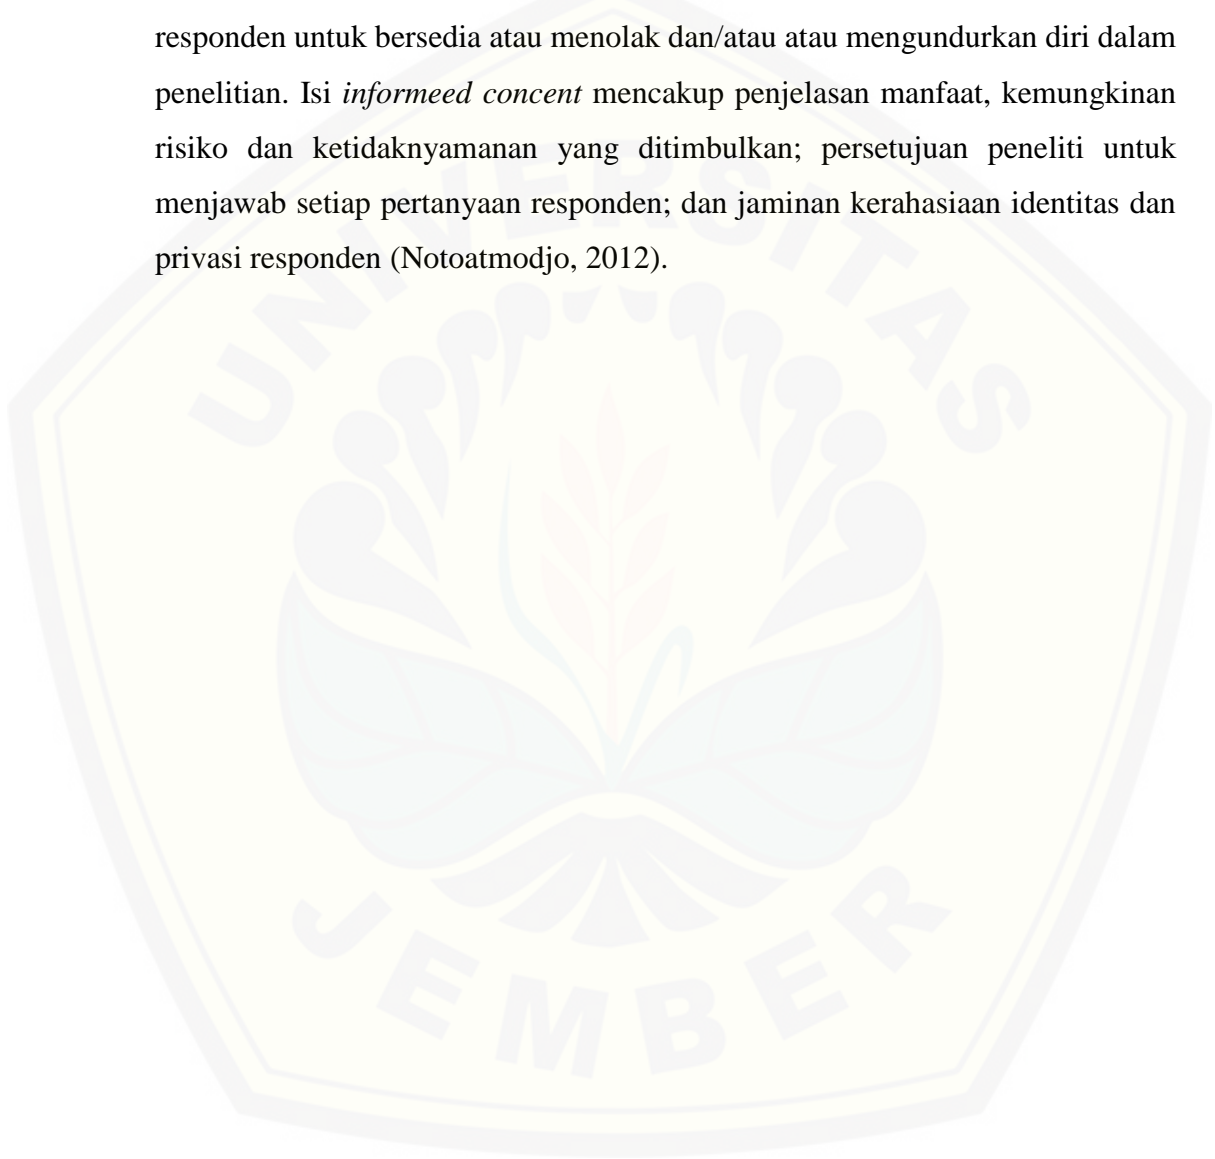 responden untuk bersedia atau menolak dan/atau atau mengundurkan diri dalam
penelitian. Isi informeed concent mencakup penjelasan manfaat, kemungkinan
risiko dan ketidaknyamanan yang ditimbulkan; persetujuan peneliti untuk
menjawab setiap pertanyaan responden; dan jaminan kerahasiaan identitas dan
privasi responden (Notoatmodjo, 2012).
UNIVERSITAS
JEMBER